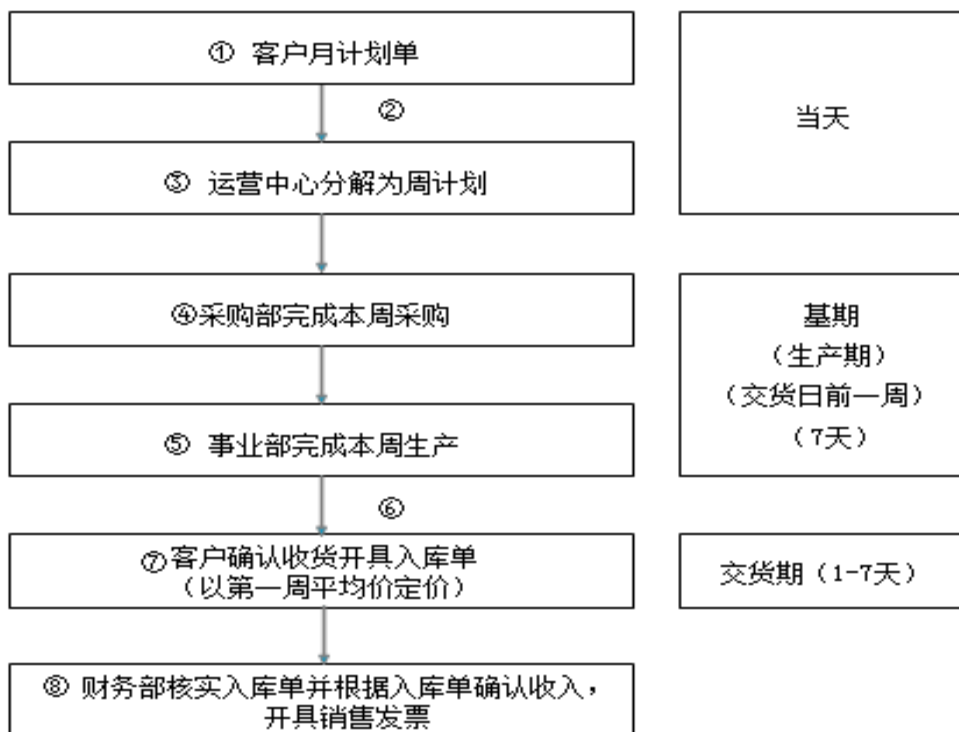 ① 客户月计划单
②
当天
③ 运营中心分解为周计划
④采购部完成本周采购
基期
（生产期）
（交货日前一周）
（7天）
⑤ 事业部完成本周生产
⑥
⑦客户确认收货开具入库单
（以第一周平均价定价）
交货期（1-7天）
⑧ 财务部核实入库单并根据入库单确认收入，
开具销售发票